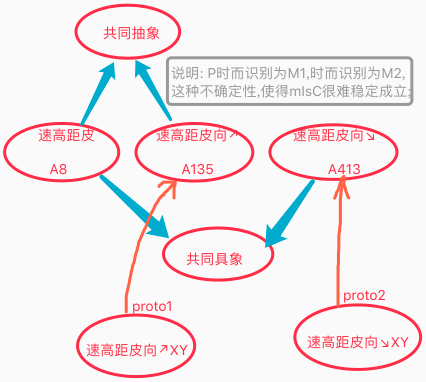 共同抽象
说明: P时而识别为M1,时而识别为M2,
这种不确定性,使得mIsC很难稳定成立;
速高距皮
A8
速高距皮向↗
A135
速高距皮向↘
A413
共同具象
proto1
速高距皮向↗XY
proto2
速高距皮向↘XY